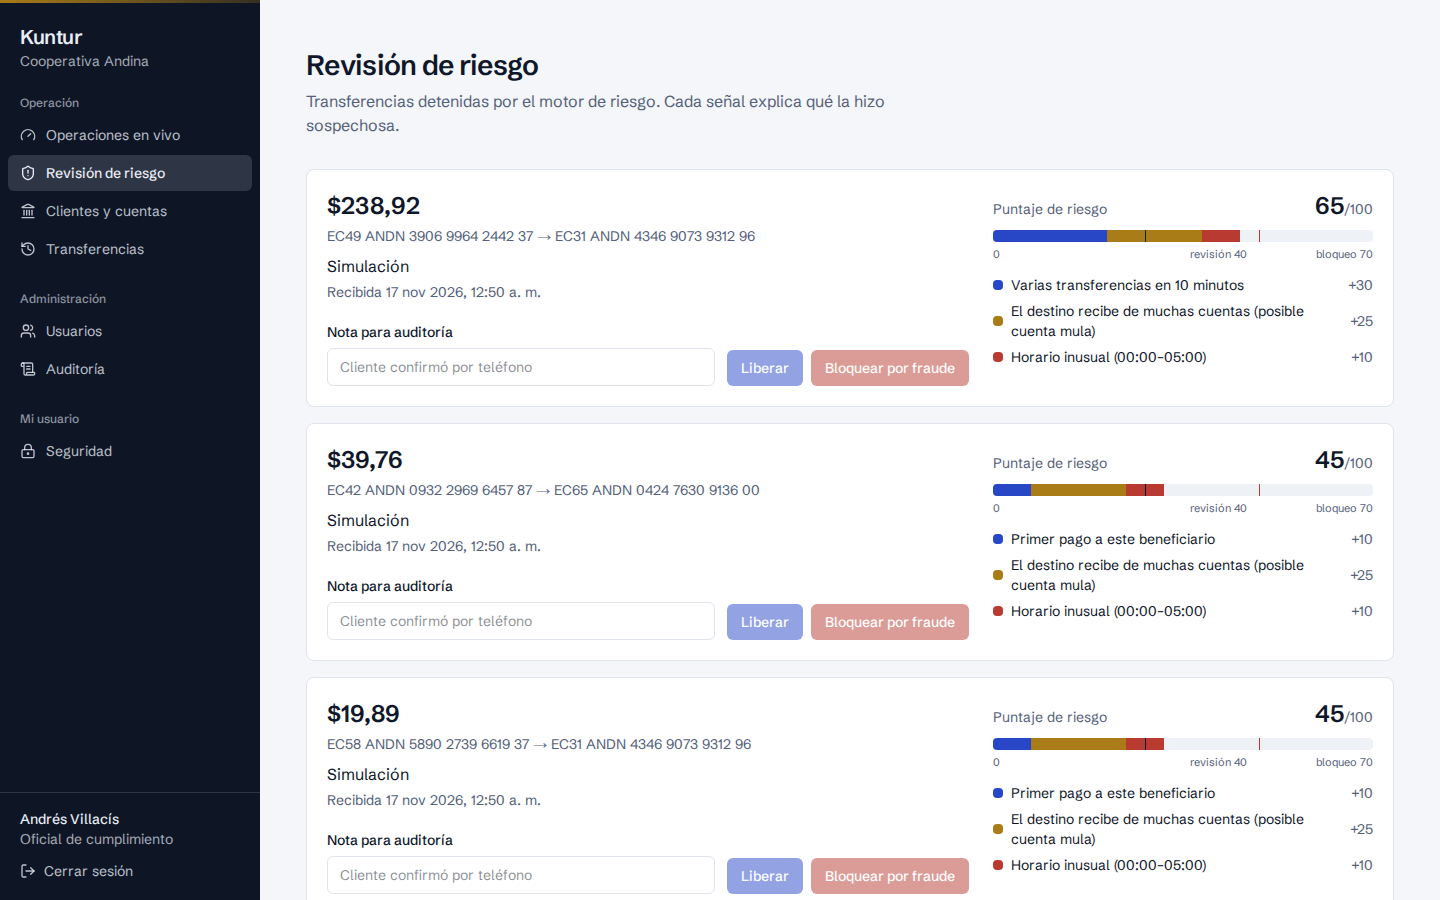 Kuntur
Cooperativa Andina
Operación
Operaciones en vivo
Revisión de riesgo
Clientes y cuentas
Transferencias
Administración
Usuarios
Auditoría
Mi usuario
Seguridad
Andrés Villacís
Oficial de cumplimiento
Cerrar sesión
Revisión de riesgo
Transferencias detenidas por el motor de riesgo. Cada señal explica qué la hizo
sospechosa.
$238,92
EC49 ANDN 3906 9964 2442 37 → EC31 ANDN 4346 9073 9312 96
Simulación
Recibida 17 nov 2026, 12:50 a. m.
Nota para auditoría
Cliente confirmó por teléfono
Liberar
Bloquear por fraude
Puntaje de riesgo 65/100
0 revisión 40 bloqueo 70
Varias transferencias en 10 minutos +30
El destino recibe de muchas cuentas (posible
cuenta mula) +25
Horario inusual (00:00–05:00) +10
$39,76
EC42 ANDN 0932 2969 6457 87 → EC65 ANDN 0424 7630 9136 00
Simulación
Recibida 17 nov 2026, 12:50 a. m.
Nota para auditoría
Cliente confirmó por teléfono
Liberar
Bloquear por fraude
Puntaje de riesgo 45/100
0 revisión 40 bloqueo 70
Primer pago a este beneficiario +10
El destino recibe de muchas cuentas (posible
cuenta mula) +25
Horario inusual (00:00–05:00) +10
$19,89
EC58 ANDN 5890 2739 6619 37 → EC31 ANDN 4346 9073 9312 96
Simulación
Recibida 17 nov 2026, 12:50 a. m.
Nota para auditoría
Cliente confirmó por teléfono
Liberar
Bloquear por fraude
Puntaje de riesgo 45/100
0 revisión 40 bloqueo 70
Primer pago a este beneficiario +10
El destino recibe de muchas cuentas (posible
cuenta mula) +25
Horario inusual (00:00–05:00) +10